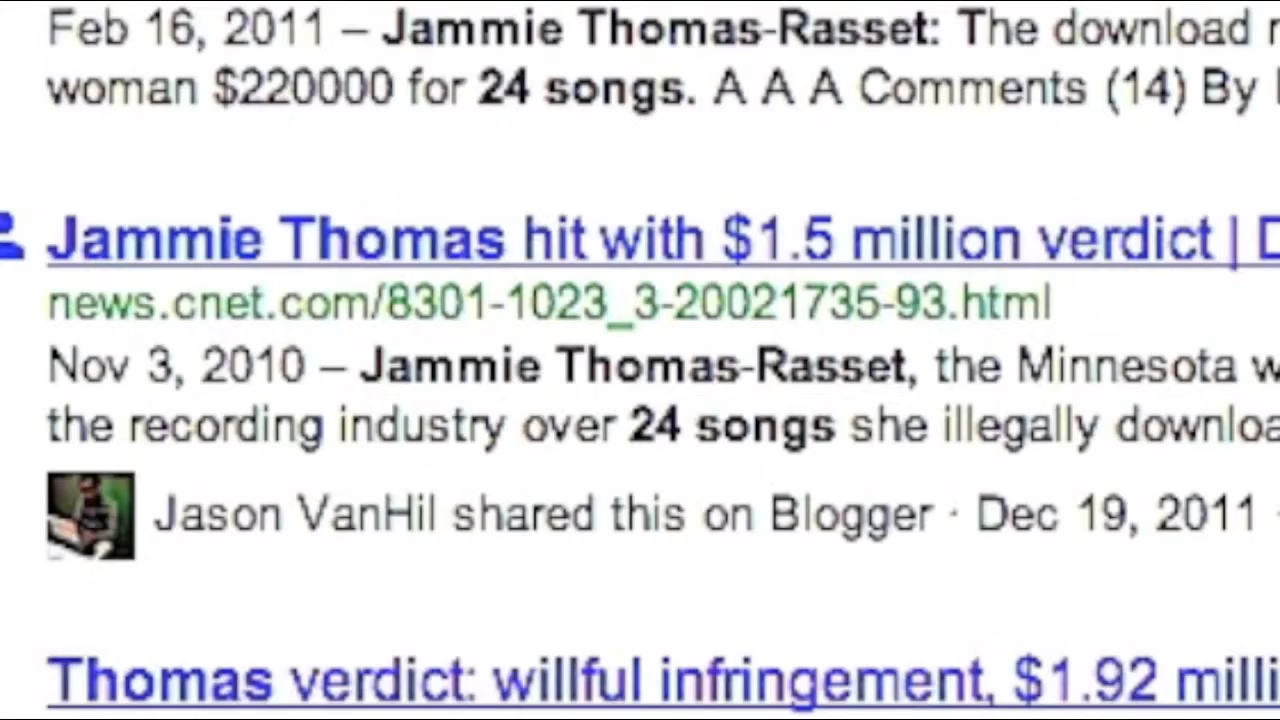 Feb 16, 2011 – Jammie Thomas-Rasset: The download
woman $220000 for 24 songs. A A A Comments (14) By
Jammie Thomas hit with $1.5 million verdict |
news.cnet.com/8301-1023_3-20021735-93.html
Nov 3, 2010 – Jammie Thomas-Rasset, the Minnesota
the recording industry over 24 songs she illegally
Jason VanHil shared this on Blogger · Dec 19, 2011
Thomas verdict: willful infringement, $1.92